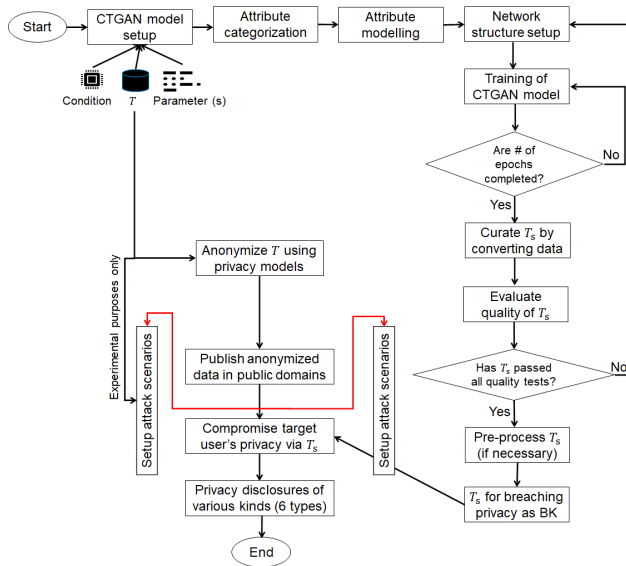 Start
CTGAN model
setup
Attribute
categorization
Attribute
modelling
Network
structure setup
Condition
T
Parameter (s)
Training of
CTGAN model
Are # of
epochs
completed?
No
Yes
Curate Ts by
converting data
Evaluate
quality of Ts
Has Ts passed
all quality tests?
No
Yes
Pre-process Ts
(if necessary)
Ts for breaching
privacy as BK
Experimental purposes only
Anonymize T using
privacy models
Setup attack scenarios
Publish anonymized
data in public domains
Setup attack scenarios
Compromise target
user's privacy via Ts
Privacy disclosures of
various kinds (6 types)
End